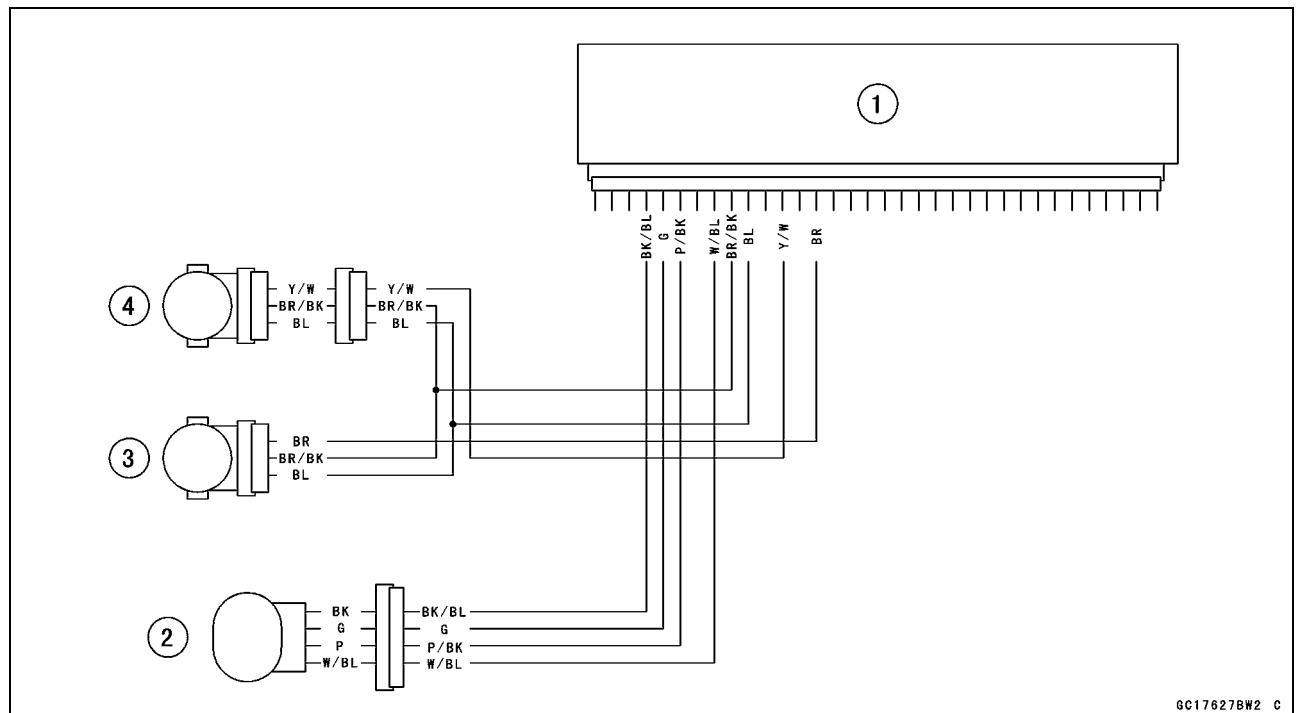 1
BK/BL
G
P/BK
W/BL
BR/BK
BL
Y/W
BR
4
Y/W
BR/BK
BL
Y/W
BR/BK
BL
3
BR
BR/BK
BL
2
BK
G
P
W/BL
BK/BL
G
P/BK
W/BL
GC17627BW2 C